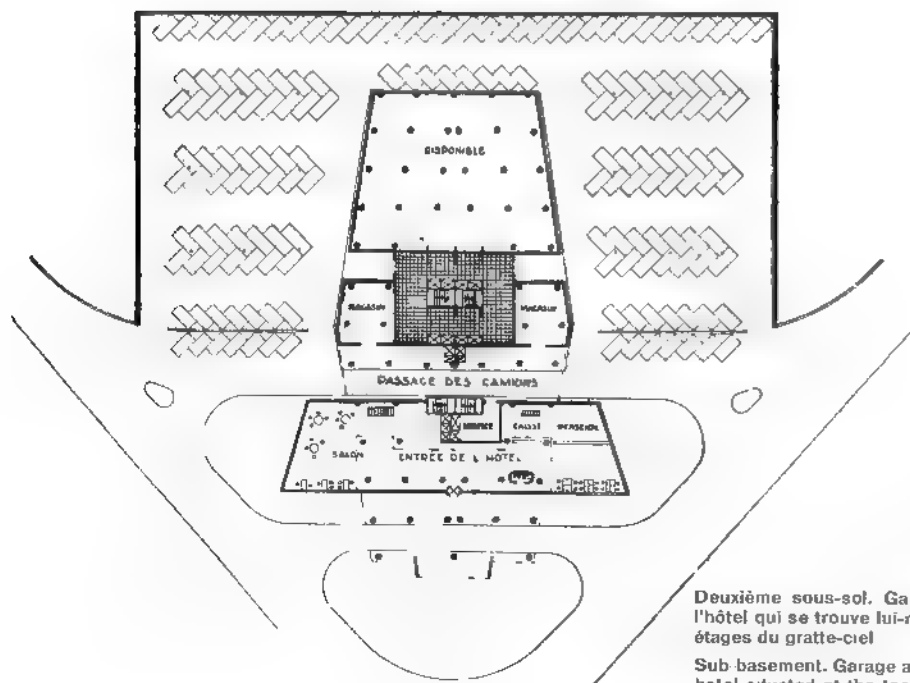 DISPONIBLE
MAGASIN
MAGASIN
PASSAGE DES CAMIONS
SERVICE
CAISSE
SALON
ENTRÉE DE L HÔTEL
Deuxième sous-sol. Ga
l'hôtel qui se trouve lui-
étages du gratte-ciel
Sub-basement. Garage a